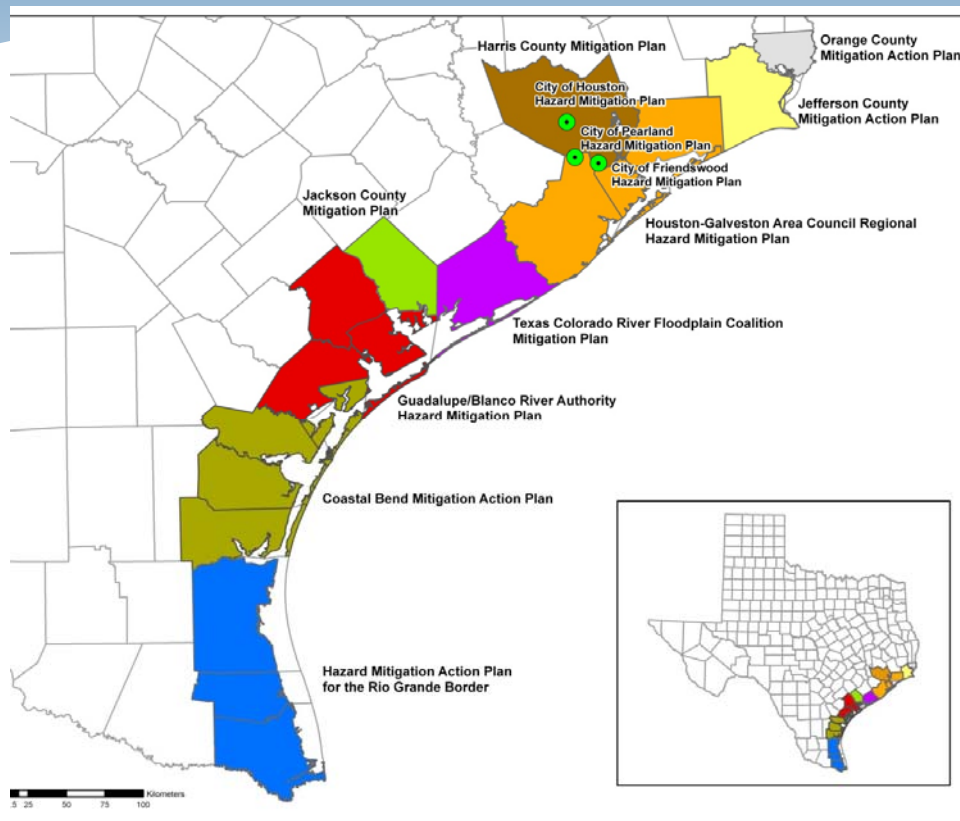 Harris County Mitigation Plan
Orange County
Mitigation Action Plan
City of Houston
Hazard Mitigation Plan
Jefferson County
Mitigation Action Plan
City of Pearland
Hazard Mitigation Plan
City of Friendswood
Hazard Mitigation Plan
Jackson County
Mitigation Plan
Houston-Galveston Area Council Regional
Hazard Mitigation Plan
Texas Colorado River Floodplain Coalition
Mitigation Plan
Guadalupe/Blanco River Authority
Hazard Mitigation Plan
Coastal Bend Mitigation Action Plan
Hazard Mitigation Action Plan
for the Rio Grande Border
Kilometers
.5 25 50 75 100